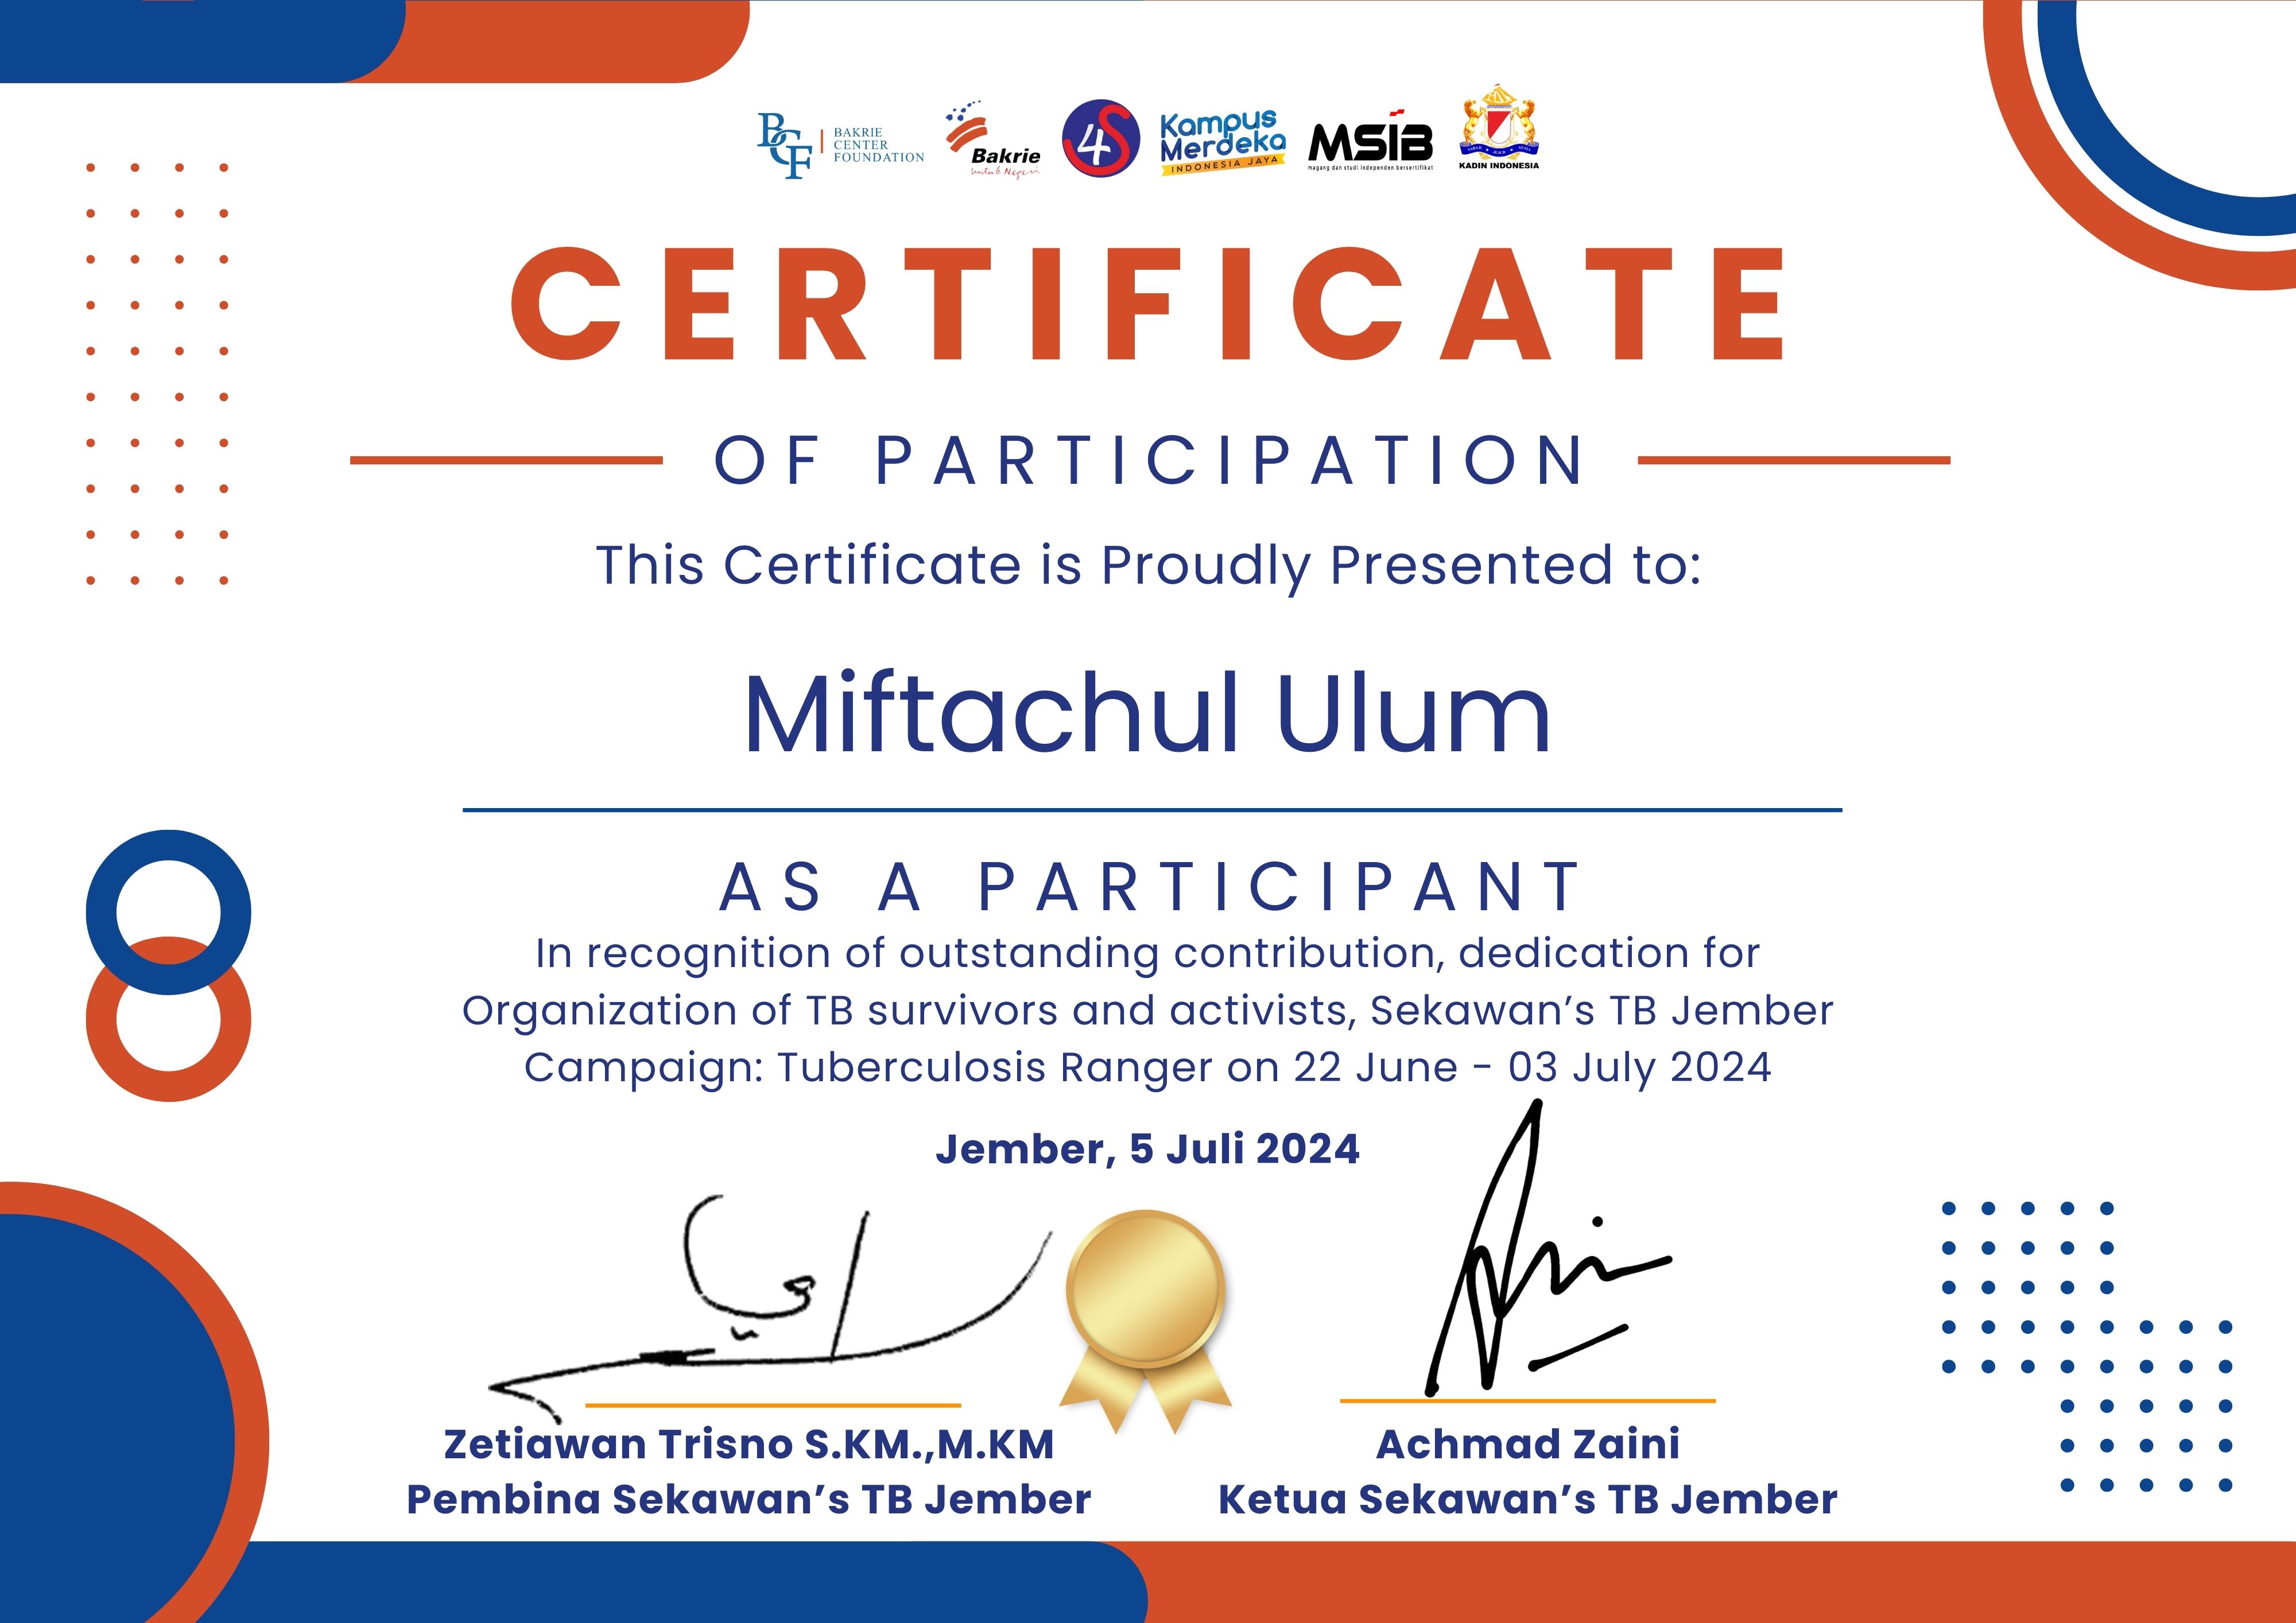 BCF
BAKRIE
CENTER
FOUNDATION
Bakrie
Untuk Negeri
4S
Kampus
Merdeka
INDONESIA JAYA
MSIB
magang dan studi independen bersertifikat
KADIN INDONESIA
CERTIFICATE
OF PARTICIPATION
This Certificate is Proudly Presented to:
Miftachul Ulum
AS A PARTICIPANT
In recognition of outstanding contribution, dedication for
Organization of TB survivors and activists, Sekawan’s TB Jember
Campaign: Tuberculosis Ranger on 22 June - 03 July 2024
Jember, 5 Juli 2024
Zetiawan Trisno S.KM.,M.KM
Pembina Sekawan’s TB Jember
Achmad Zaini
Ketua Sekawan’s TB Jember